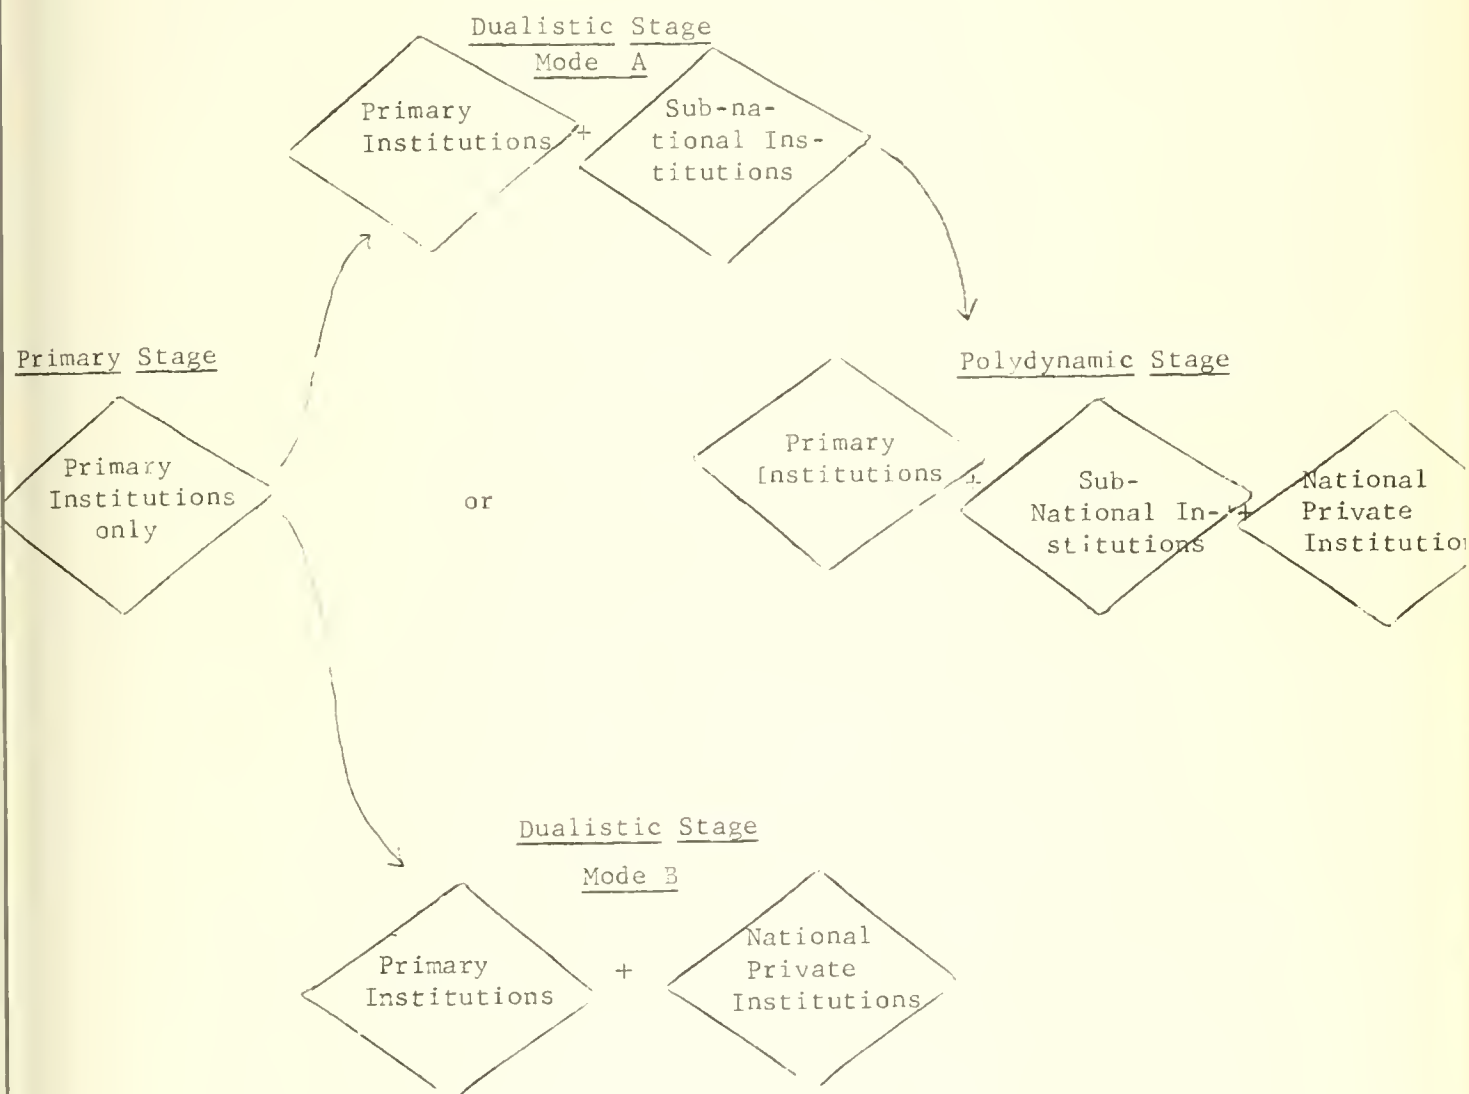 Dualistic Stage
Mode A
Primary
Institutions
+
Sub-na-
tional Ins-
titutions
Primary Stage
Primary
Institutions
only
or
Polydynamic Stage
Primary
Institutions
+
Sub-
National In-
stitutions
+
National
Private
Institution
Dualistic Stage
Mode B
Primary
Institutions
+
National
Private
Institutions